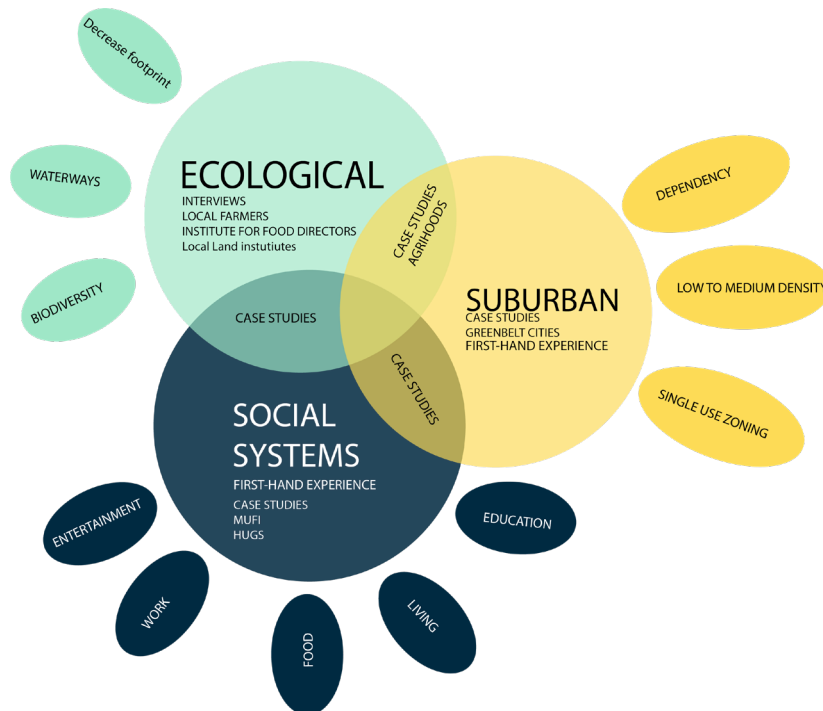 Decrease footprint
WATERWAYS
BIODIVERSITY
ECOLOGICAL
INTERVIEWS
LOCAL FARMERS
INSTITUTE FOR FOOD DIRECTORS
Local Land instutiutes
CASE STUDIES
AGRIHOODS
CASE STUDIES
CASE STUDIES
SUBURBAN
CASE STUDIES
GREENBELT CITIES
FIRST-HAND EXPERIENCE
DEPENDENCY
LOW TO MEDIUM DENSITY
SINGLE USE ZONING
SOCIAL
SYSTEMS
FIRST-HAND EXPERIENCE
CASE STUDIES
MUFI
HUGS
ENTERTAINMENT
WORK
FOOD
LIVING
EDUCATION